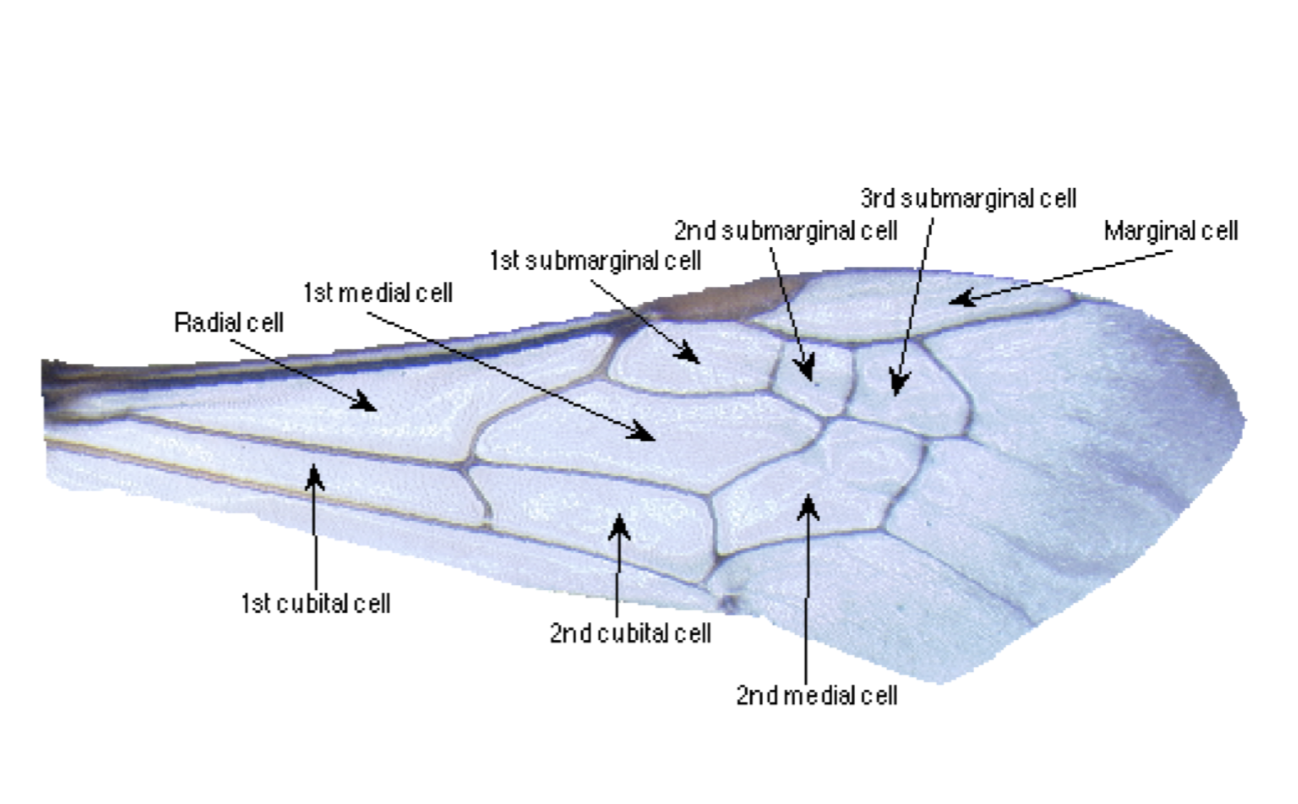 3rd submarginal cell
2nd submarginal cell
Marginal cell
1st submarginal cell
1st medial cell
Radial cell
1st cubital cell
2nd cubital cell
2nd medial cell